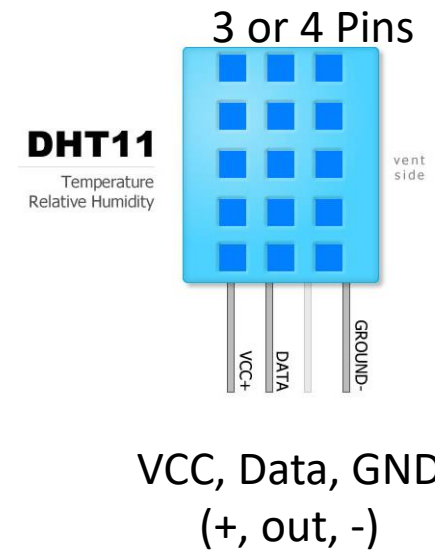 3 or 4 Pins
DHT11
Temperature
Relative Humidity
vent
side
VCC+
DATA
GROUND-
VCC, Data, GND
(+, out, -)